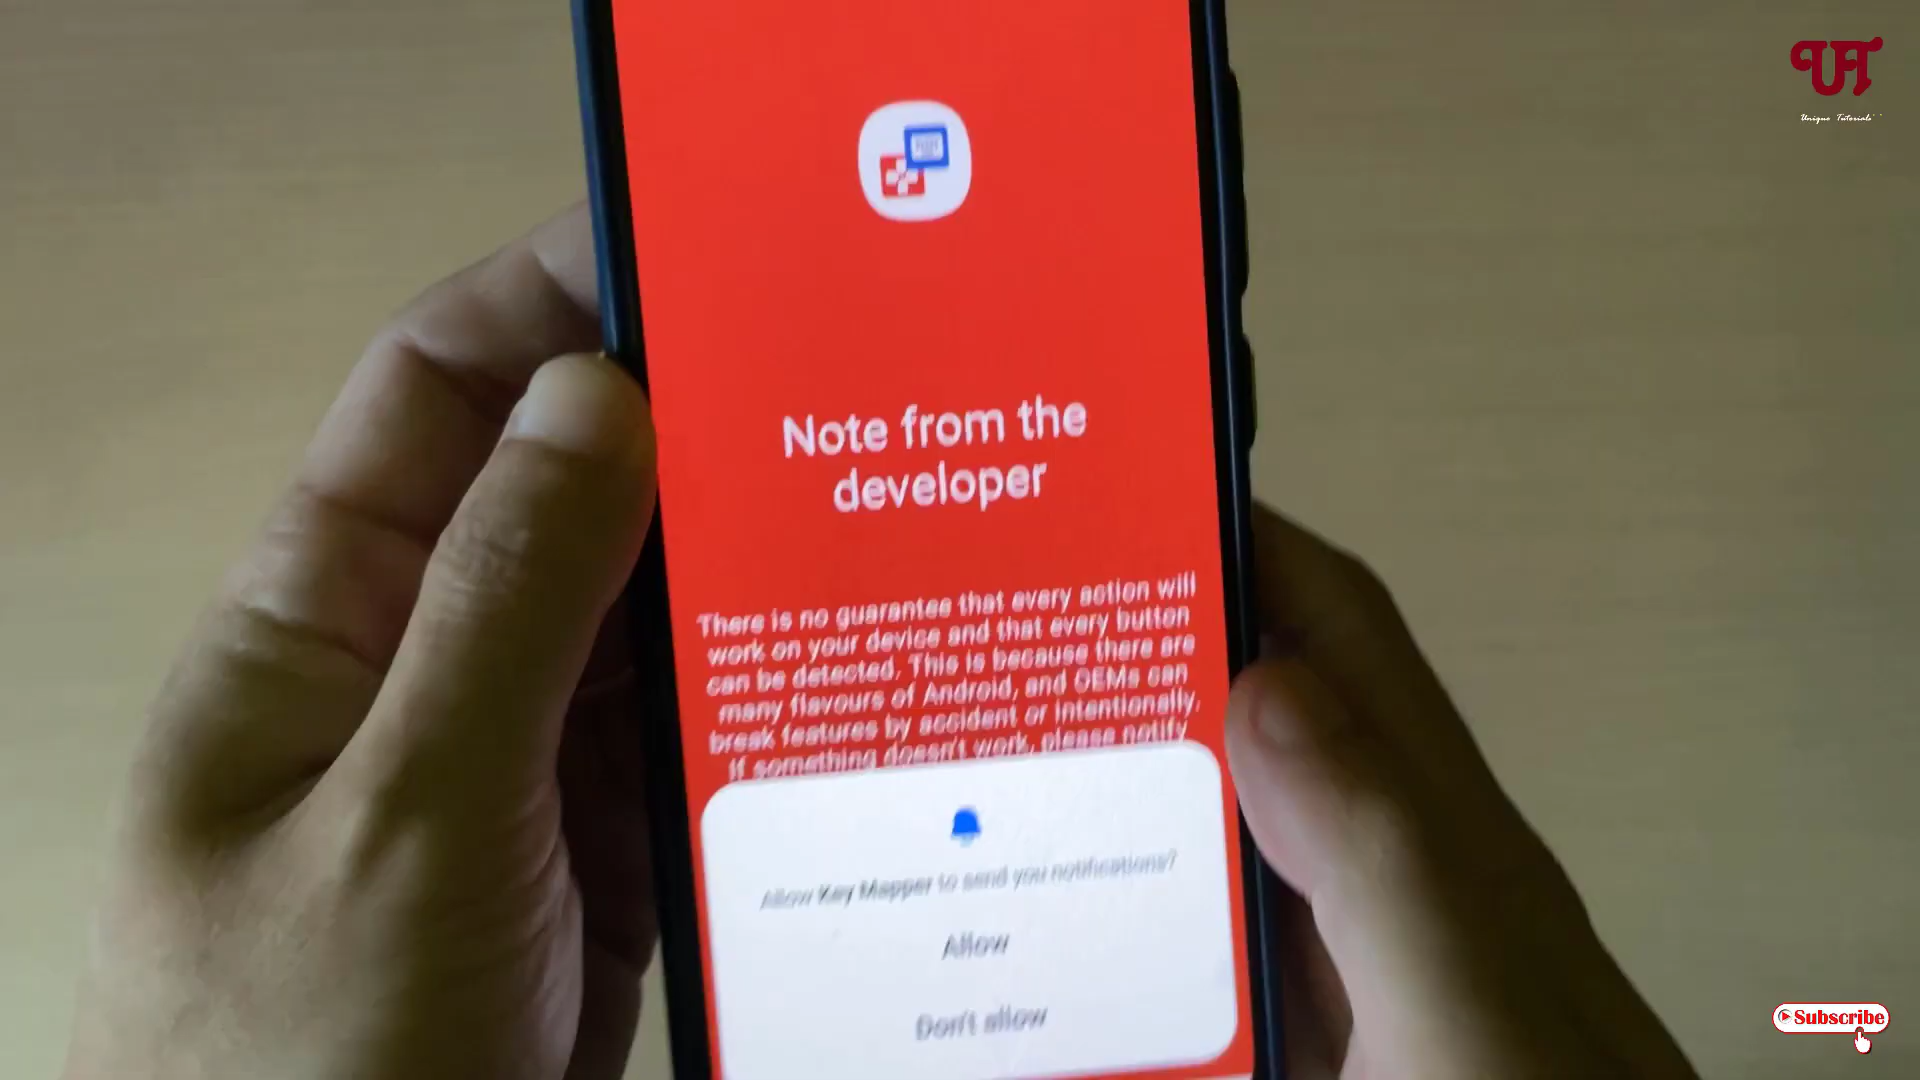 UT
Unique Tutorials
Note from the
developer
There is no guarantee that every action will
work on your device and that every button
can be detected. This is because there are
many flavours of Android, and OEMs can
break features by accident or intentionally.
If something doesn't work, please notify
Allow Key Mapper to send you notifications?
Allow
Don't allow
Subscribe